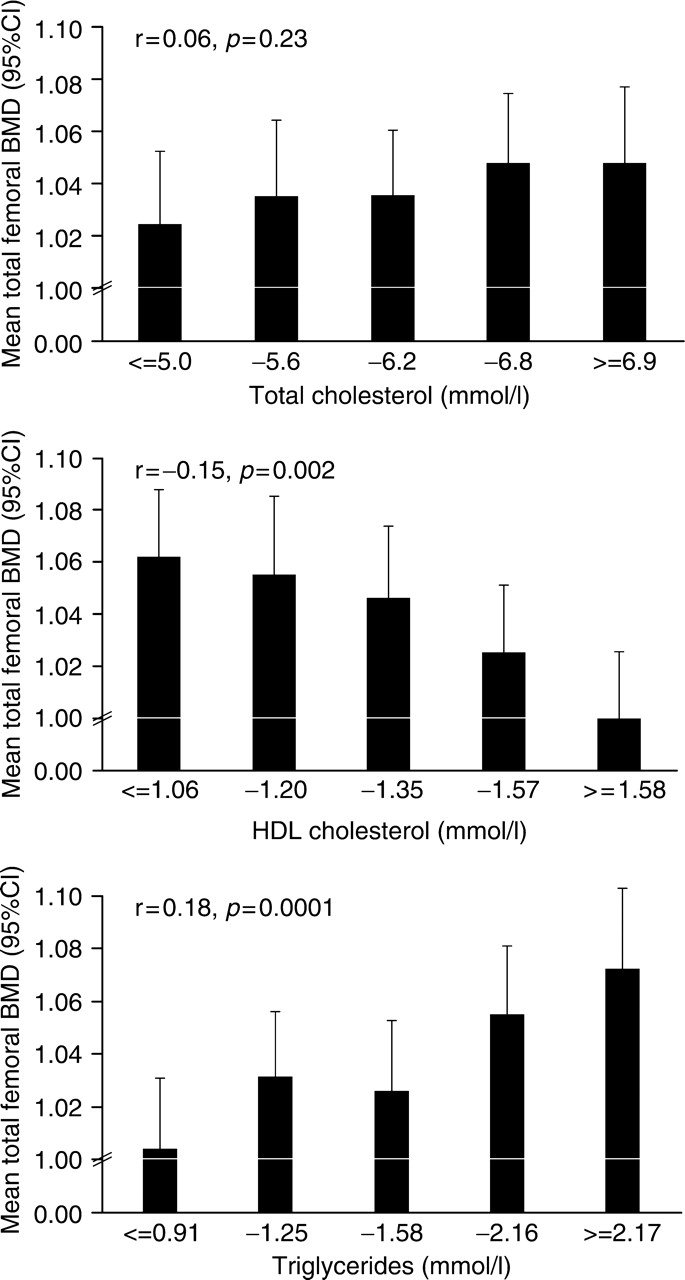 Mean total femoral BMD (95%CI)
r=0.06, p=0.23
1.10
1.08
1.06
1.04
1.02
1.00
0.00
<=5.0 −5.6 −6.2 −6.8 >=6.9
Total cholesterol (mmol/l)
Mean total femoral BMD (95%CI)
r=−0.15, p=0.002
1.10
1.08
1.06
1.04
1.02
1.00
0.00
<=1.06 −1.20 −1.35 −1.57 >=1.58
HDL cholesterol (mmol/l)
Mean total femoral BMD (95%CI)
r=0.18, p=0.0001
1.10
1.08
1.06
1.04
1.02
1.00
0.00
<=0.91 −1.25 −1.58 −2.16 >=2.17
Triglycerides (mmol/l)